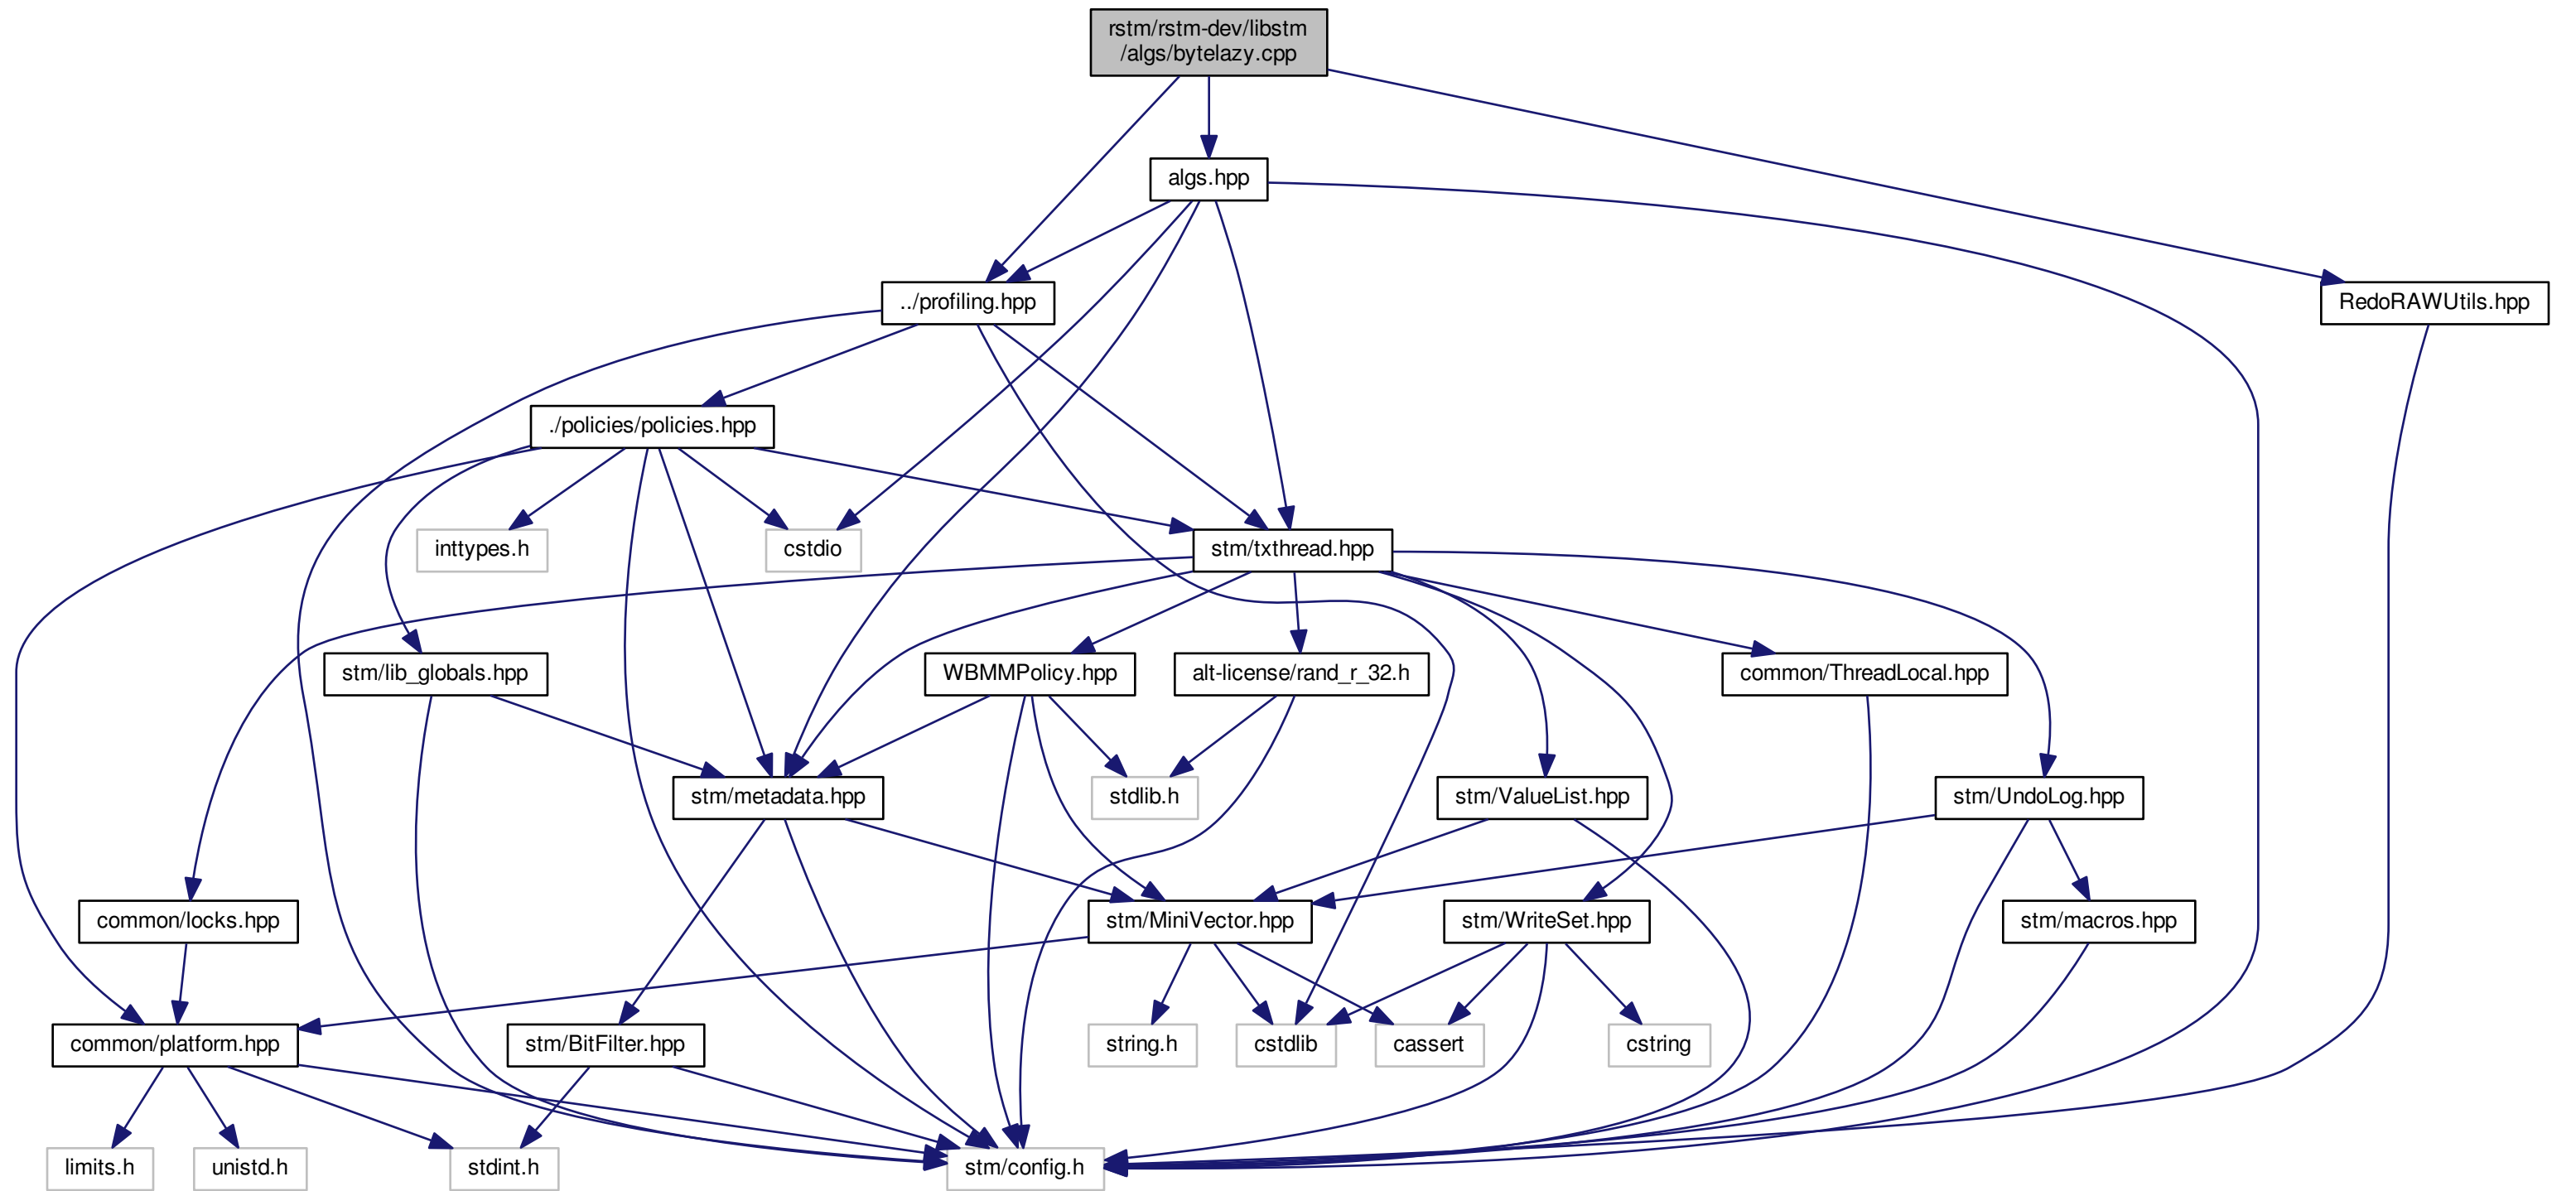 rstm/rstm-dev/libstm
/algs/bytelazy.cpp
algs.hpp
../profiling.hpp
RedoRAWUtils.hpp
./policies/policies.hpp
inttypes.h
cstdio
stm/txthread.hpp
stm/lib_globals.hpp
WBMMPolicy.hpp
alt-license/rand_r_32.h
common/ThreadLocal.hpp
stm/metadata.hpp
stdlib.h
stm/ValueList.hpp
stm/UndoLog.hpp
common/locks.hpp
stm/MiniVector.hpp
stm/WriteSet.hpp
stm/macros.hpp
common/platform.hpp
stm/BitFilter.hpp
string.h
cstdlib
cassert
cstring
limits.h
unistd.h
stdint.h
stm/config.h